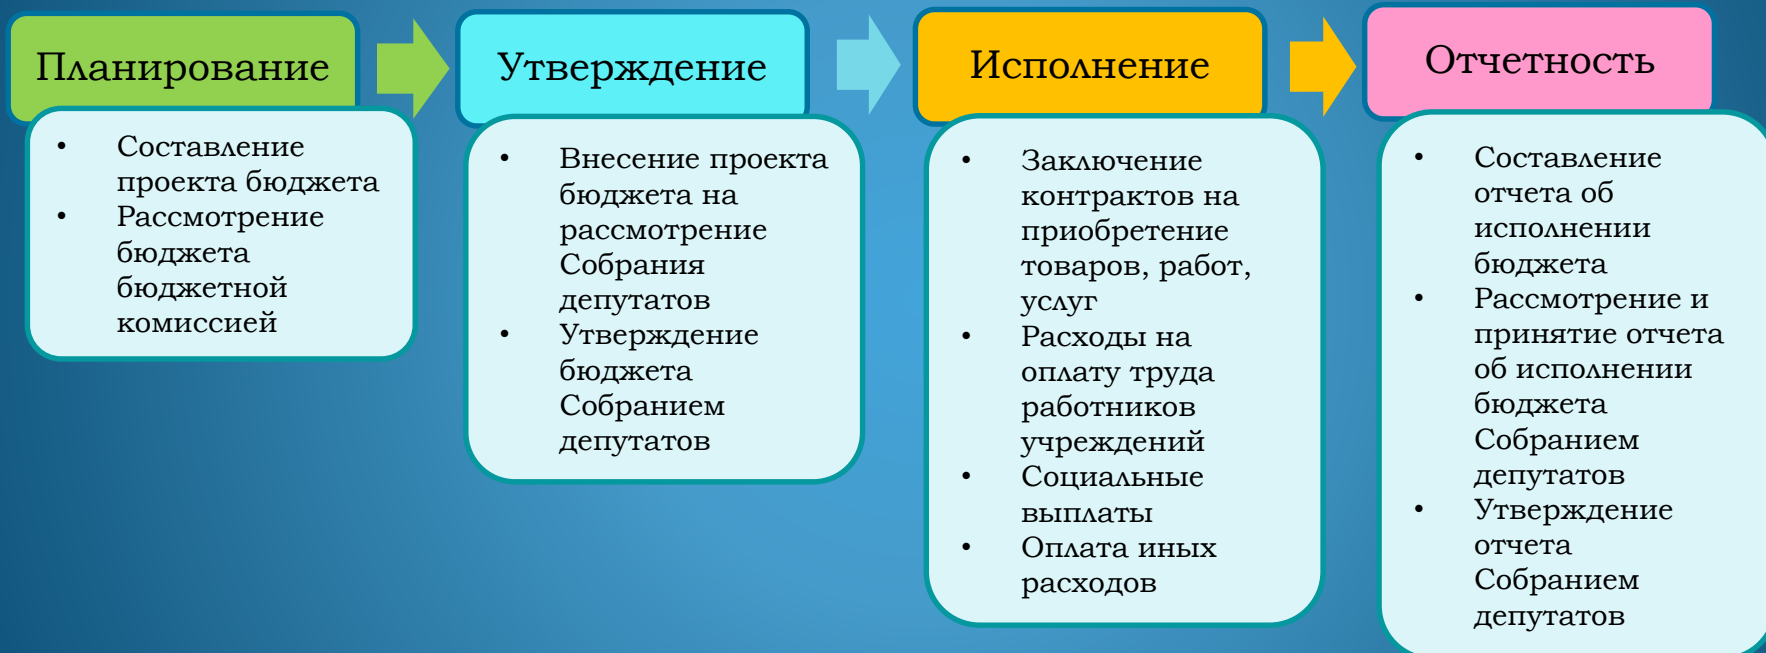 Планирование
• Составление
проекта бюджета
• Рассмотрение
бюджета
бюджетной
комиссией
Утверждение
• Внесение проекта
бюджета на
рассмотрение
Собрания
депутатов
• Утверждение
бюджета
Собранием
депутатов
Исполнение
• Заключение
контрактов на
приобретение
товаров, работ,
услуг
• Расходы на
оплату труда
работников
учреждений
• Социальные
выплаты
• Оплата иных
расходов
Отчетность
• Составление
отчета об
исполнении
бюджета
• Рассмотрение и
принятие отчета
об исполнении
бюджета
Собранием
депутатов
• Утверждение
отчета
Собранием
депутатов